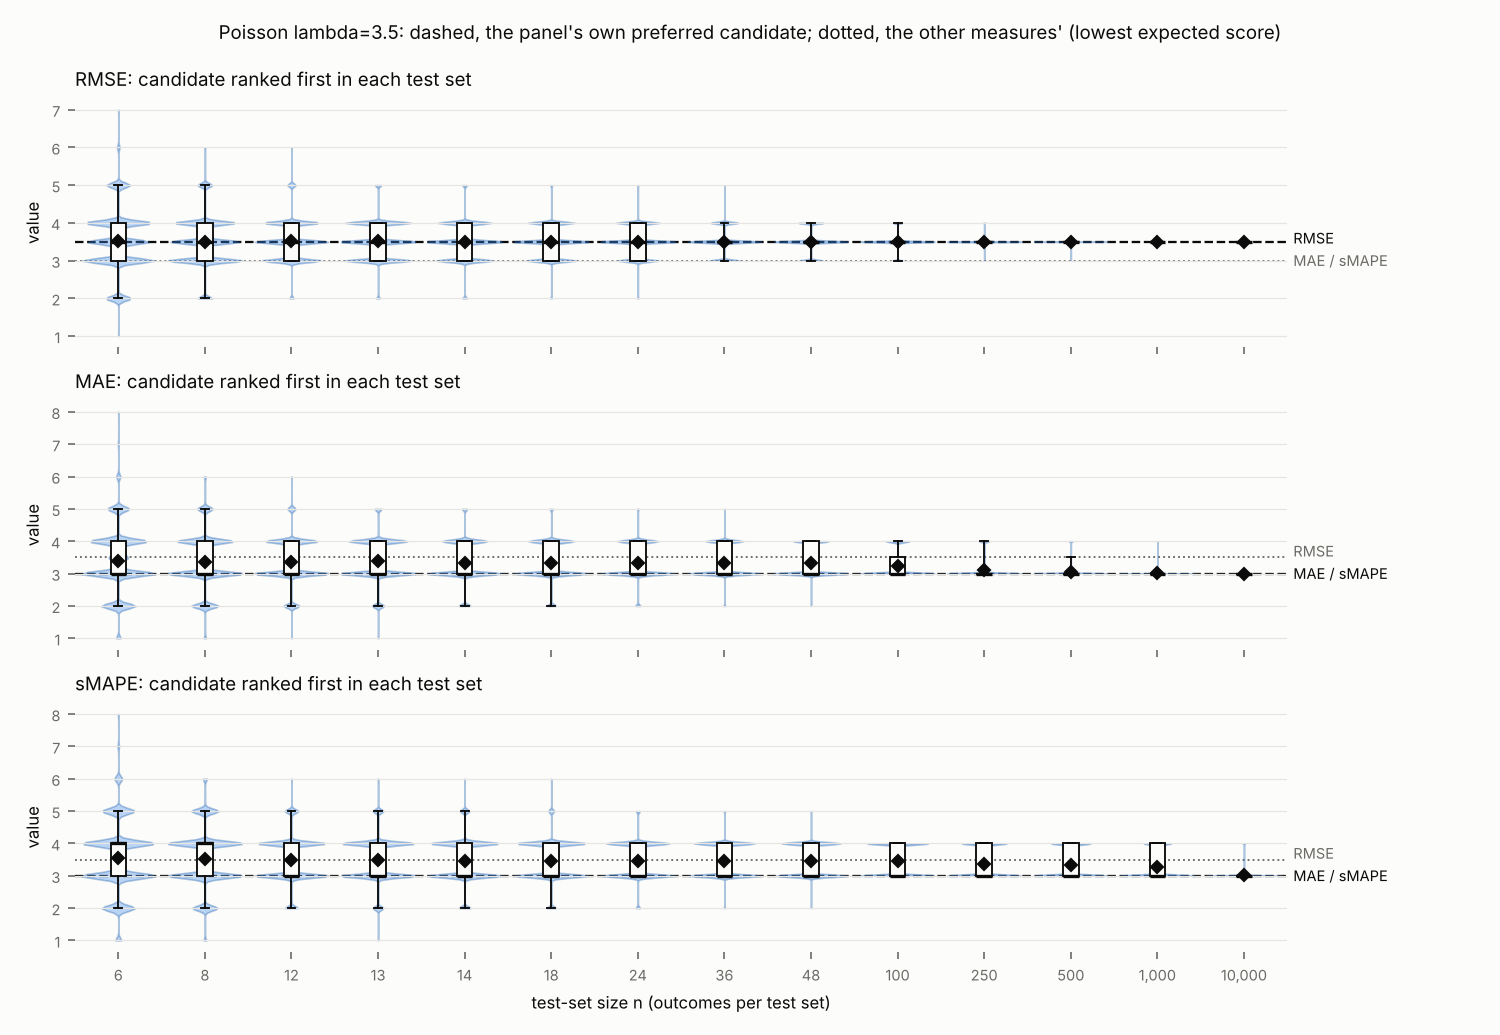 Poisson lambda=3.5: dashed, the panel's own preferred candidate; dotted, the other measures' (lowest expected score)
RMSE: candidate ranked first in each test set
7
6
5
4
3
2
1
value
RMSE
MAE / sMAPE
MAE: candidate ranked first in each test set
8
7
6
5
4
3
2
1
value
RMSE
MAE / sMAPE
sMAPE: candidate ranked first in each test set
8
7
6
5
4
3
2
1
value
RMSE
MAE / sMAPE
6 8 12 13 14 18 24 36 48 100 250 500 1,000 10,000
test-set size n (outcomes per test set)